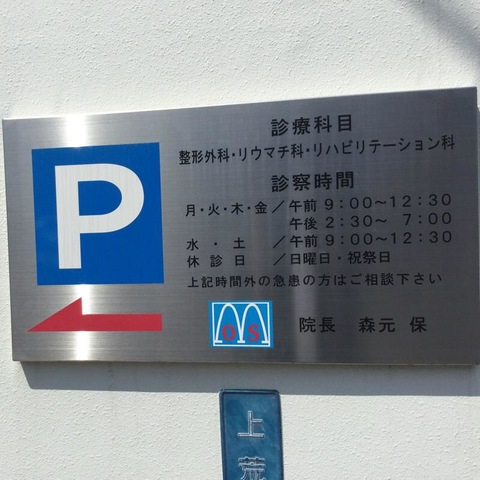 P
診療科目
整形外科・リウマチ科・リハビリテーション科
診察時間
月・火・木・金／午前 9：00～12：30
午後 2：30～ 7：00
水・土／午前 9：00～12：30
休診日／日曜日・祝祭日
上記時間外の急患の方はご相談下さい
OS
院長 森元 保
上